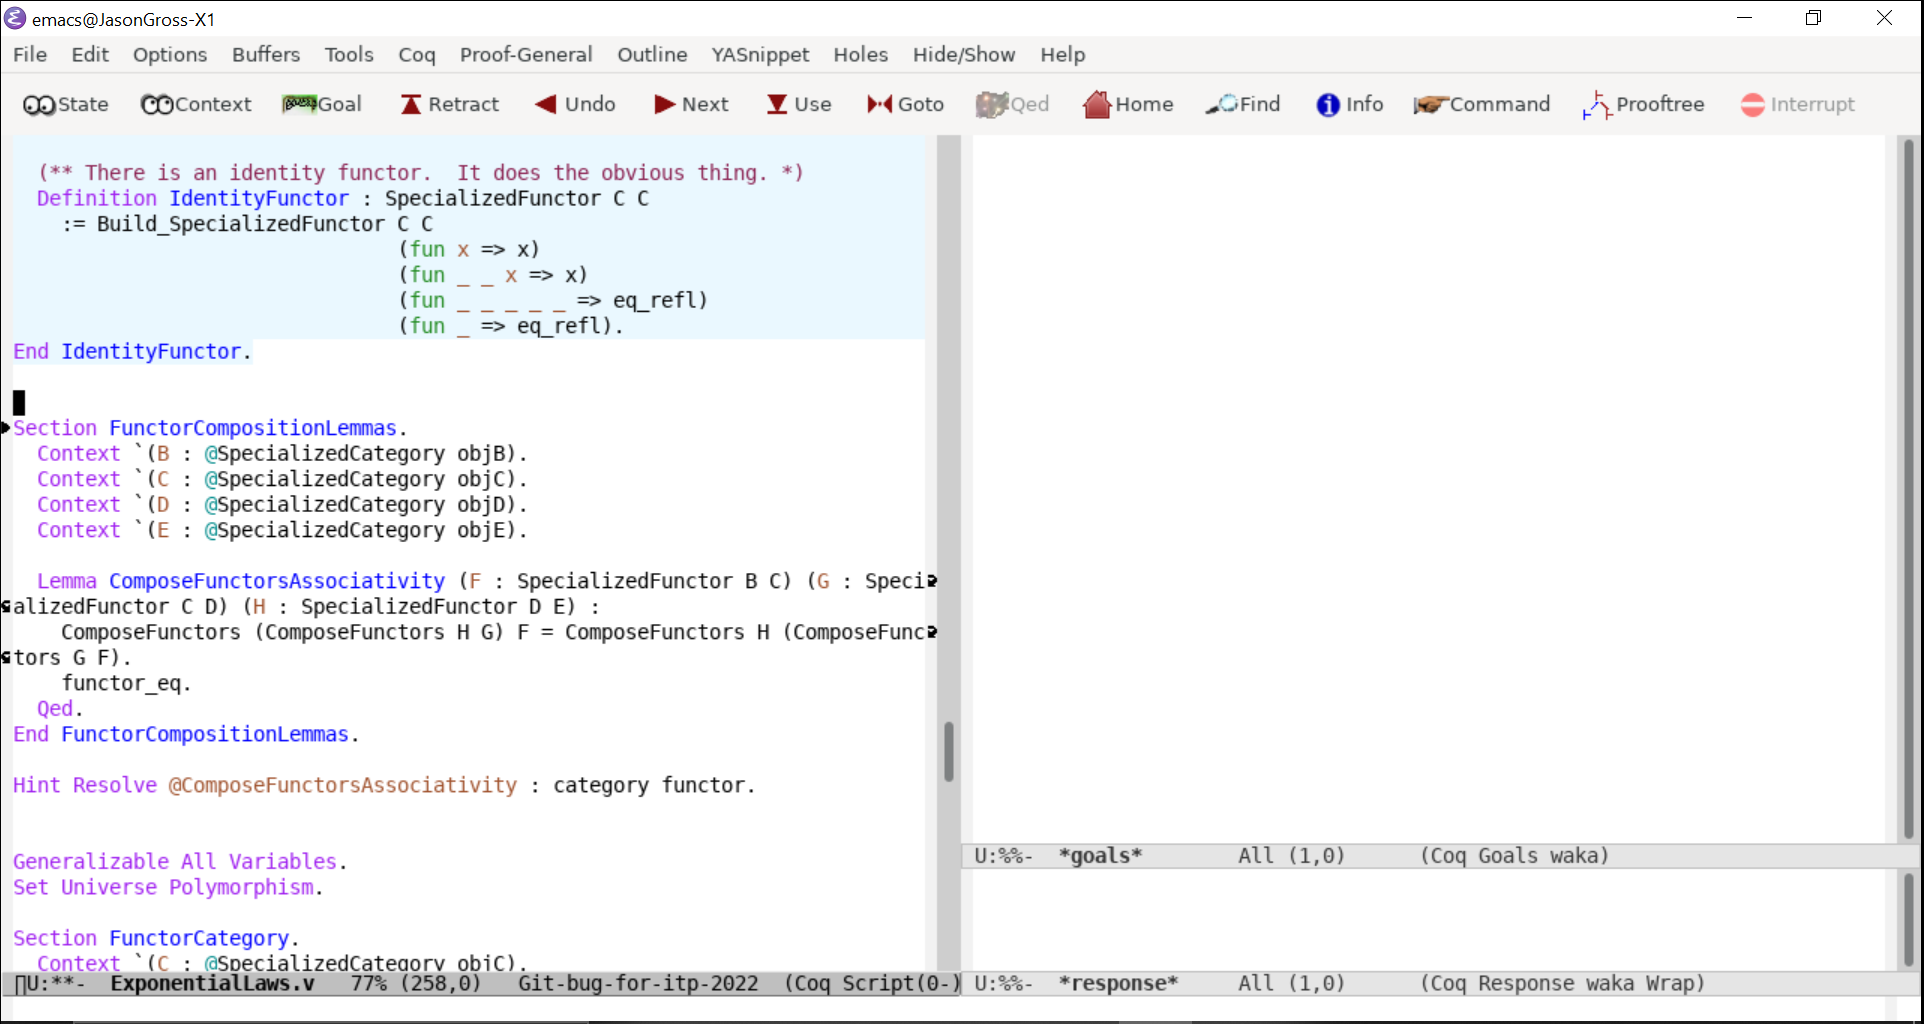 emacs@JasonGross-X1
File Edit Options Buffers Tools Coq Proof-General Outline YASnippet Holes Hide/Show Help
State Context Goal Retract Undo Next Use Goto Qed Home Find Info Command Prooftree Interrupt
(** There is an identity functor.  It does the obvious thing. *)
Definition IdentityFunctor : SpecializedFunctor C C
:= Build_SpecializedFunctor C C
(fun x => x)
(fun _ _ x => x)
(fun _ _ _ _ _ => eq_refl)
(fun _ => eq_refl).
End IdentityFunctor.
Section FunctorCompositionLemmas.
Context `(B : @SpecializedCategory objB).
Context `(C : @SpecializedCategory objC).
Context `(D : @SpecializedCategory objD).
Context `(E : @SpecializedCategory objE).
Lemma ComposeFunctorsAssociativity (F : SpecializedFunctor B C) (G : Speci
alizedFunctor C D) (H : SpecializedFunctor D E) :
ComposeFunctors (ComposeFunctors H G) F = ComposeFunctors H (ComposeFunc
tors G F).
functor_eq.
Qed.
End FunctorCompositionLemmas.
Hint Resolve @ComposeFunctorsAssociativity : category functor.
Generalizable All Variables.
Set Universe Polymorphism.
Section FunctorCategory.
Context `(C : @SpecializedCategory objC).
U:**-  ExponentialLaws.v   77% (258,0)   Git-bug-for-itp-2022  (Coq Script(0-)
U:%%-  *goals*        All (1,0)      (Coq Goals waka)
U:%%-  *response*     All (1,0)      (Coq Response waka Wrap)